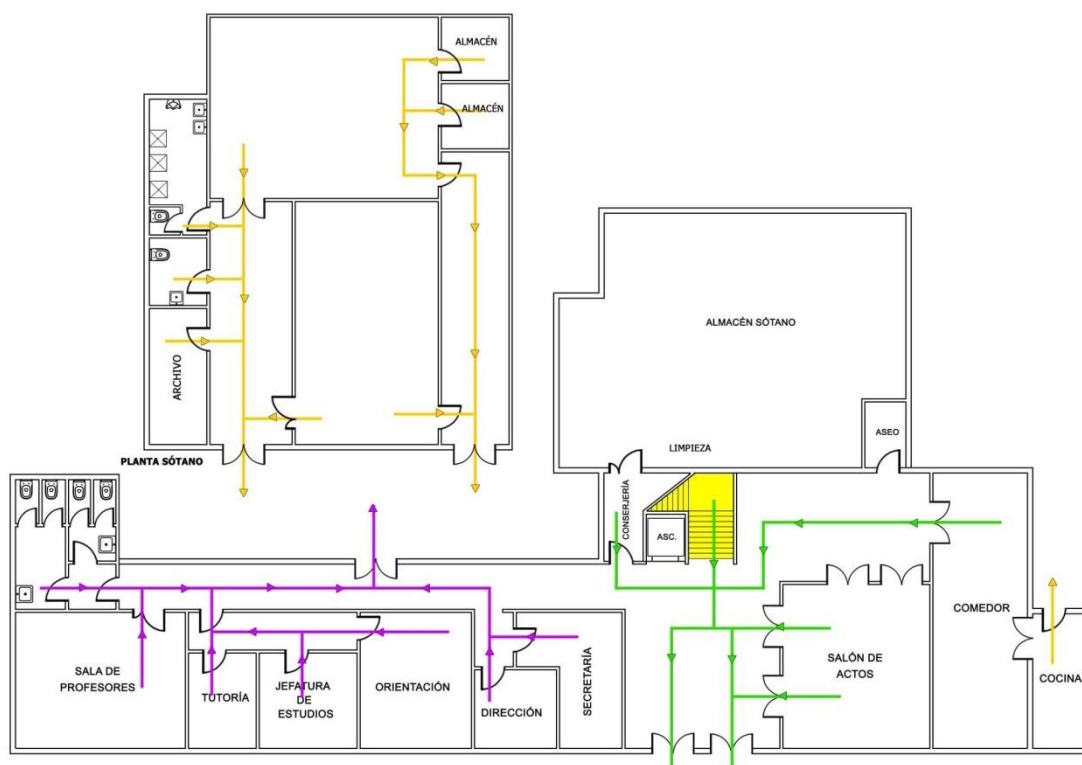 ALMACÉN
ALMACÉN
ARCHIVO
PLANTA SÓTANO
ALMACÉN SÓTANO
ASEO
LIMPIEZA
CONSERJERÍA
ASC.
COMEDOR
SALÓN DE
ACTOS
COCINA
SALA DE
PROFESORES
TUTORÍA
JEFATURA
DE
ESTUDIOS
ORIENTACIÓN
DIRECCIÓN
SECRETARÍA